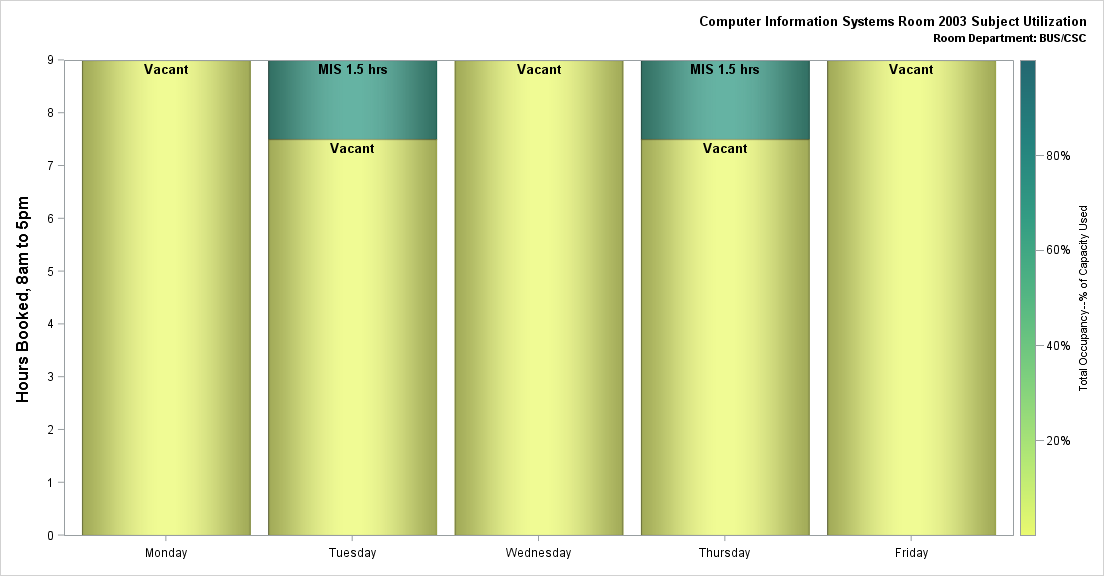 Computer Information Systems Room 2003 Subject Utilization
Room Department: BUS/CSC
Hours Booked, 8am to 5pm
9
8
7
6
5
4
3
2
1
0
Vacant
MIS 1.5 hrs
Vacant
Vacant
MIS 1.5 hrs
Vacant
Vacant
Monday
Tuesday
Wednesday
Thursday
Friday
80%
60%
40%
20%
Total Occupancy--% of Capacity Used